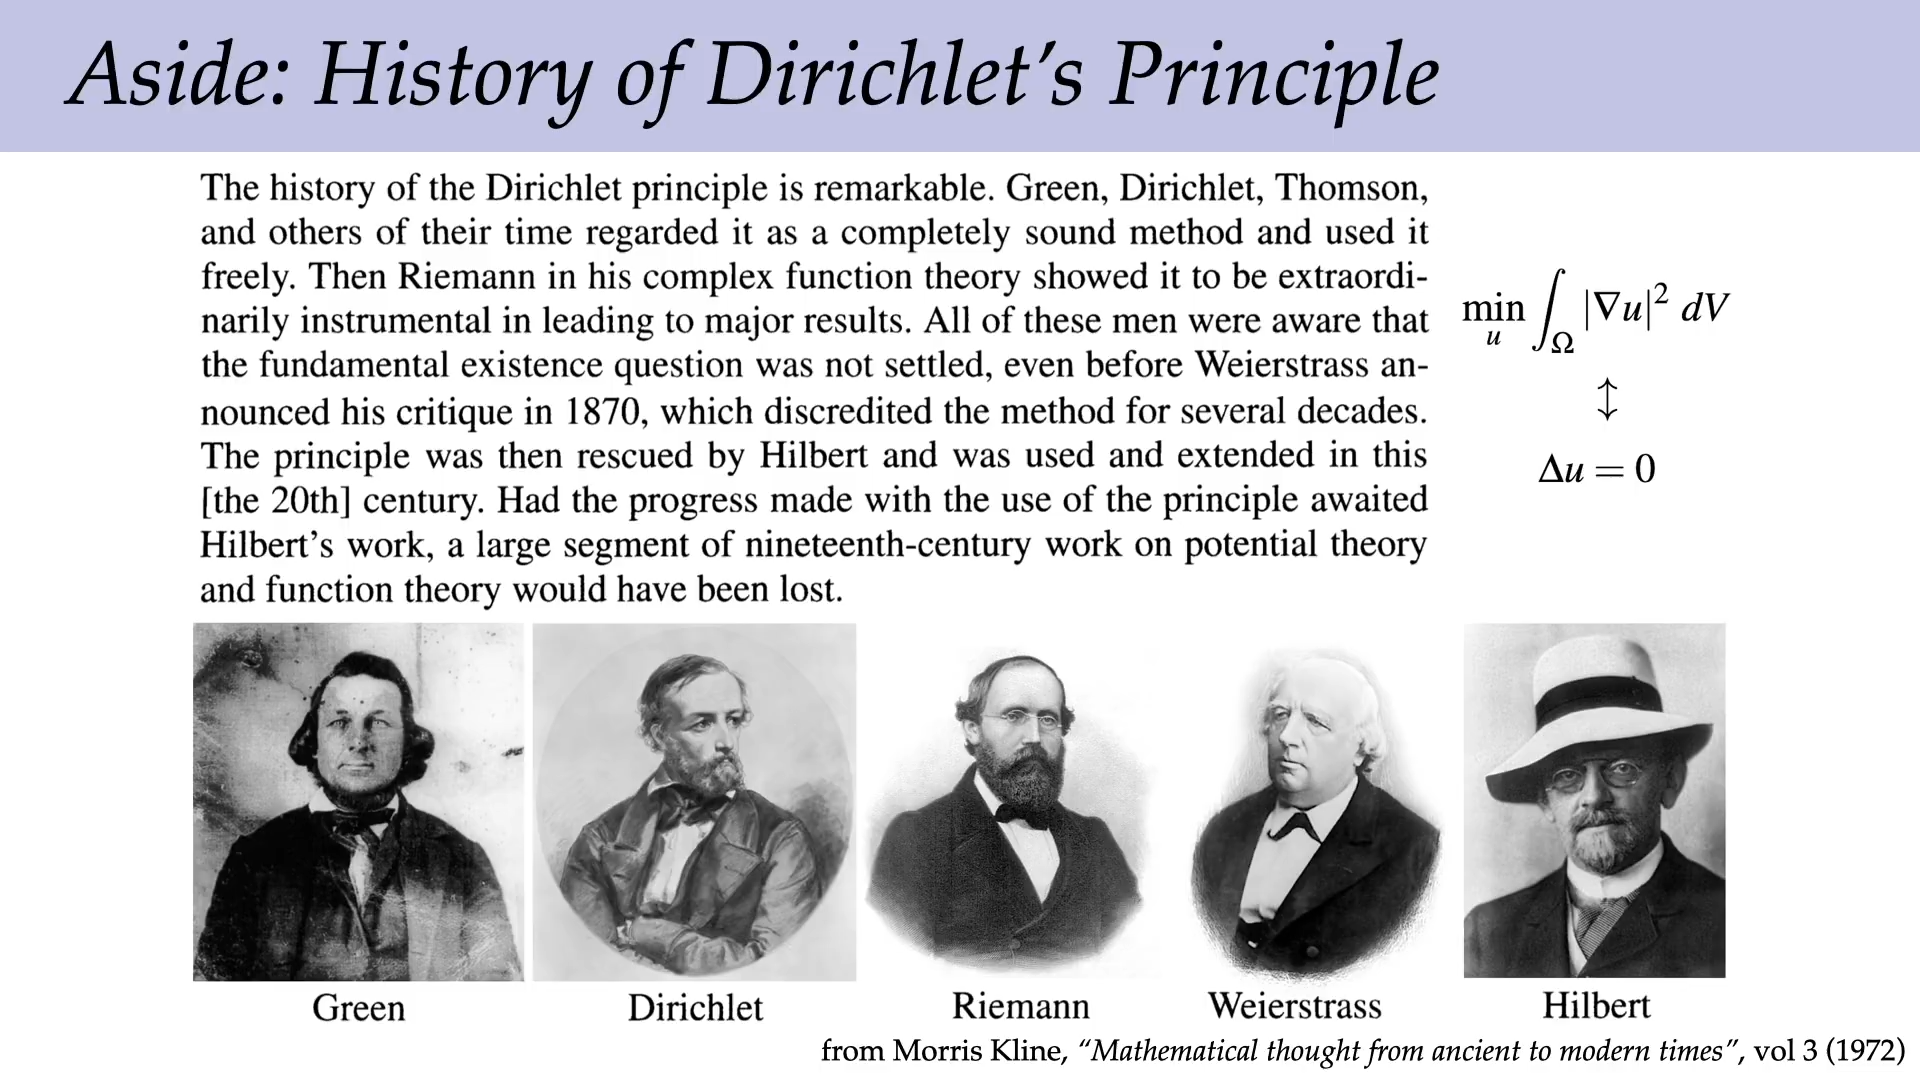 Aside: History of Dirichlet's Principle
The history of the Dirichlet principle is remarkable. Green, Dirichlet, Thomson,
and others of their time regarded it as a completely sound method and used it
freely. Then Riemann in his complex function theory showed it to be extraordi-
narily instrumental in leading to major results. All of these men were aware that
the fundamental existence question was not settled, even before Weierstrass an-
nounced his critique in 1870, which discredited the method for several decades.
The principle was then rescued by Hilbert and was used and extended in this
[the 20th] century. Had the progress made with the use of the principle awaited
Hilbert's work, a large segment of nineteenth-century work on potential theory
and function theory would have been lost.
min_u ∫_Ω |∇u|² dV
↕
Δu = 0
Green
Dirichlet
Riemann
Weierstrass
Hilbert
from Morris Kline, “Mathematical thought from ancient to modern times”, vol 3 (1972)